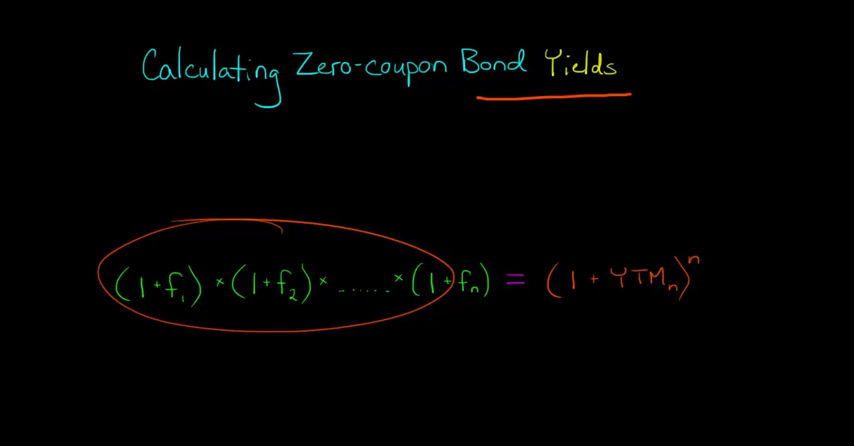 Calculating Zero-coupon Bond Yields
(1+f₁) × (1+f₂) × ...... × (1+fₙ) = (1 + YTMₙ)ⁿ